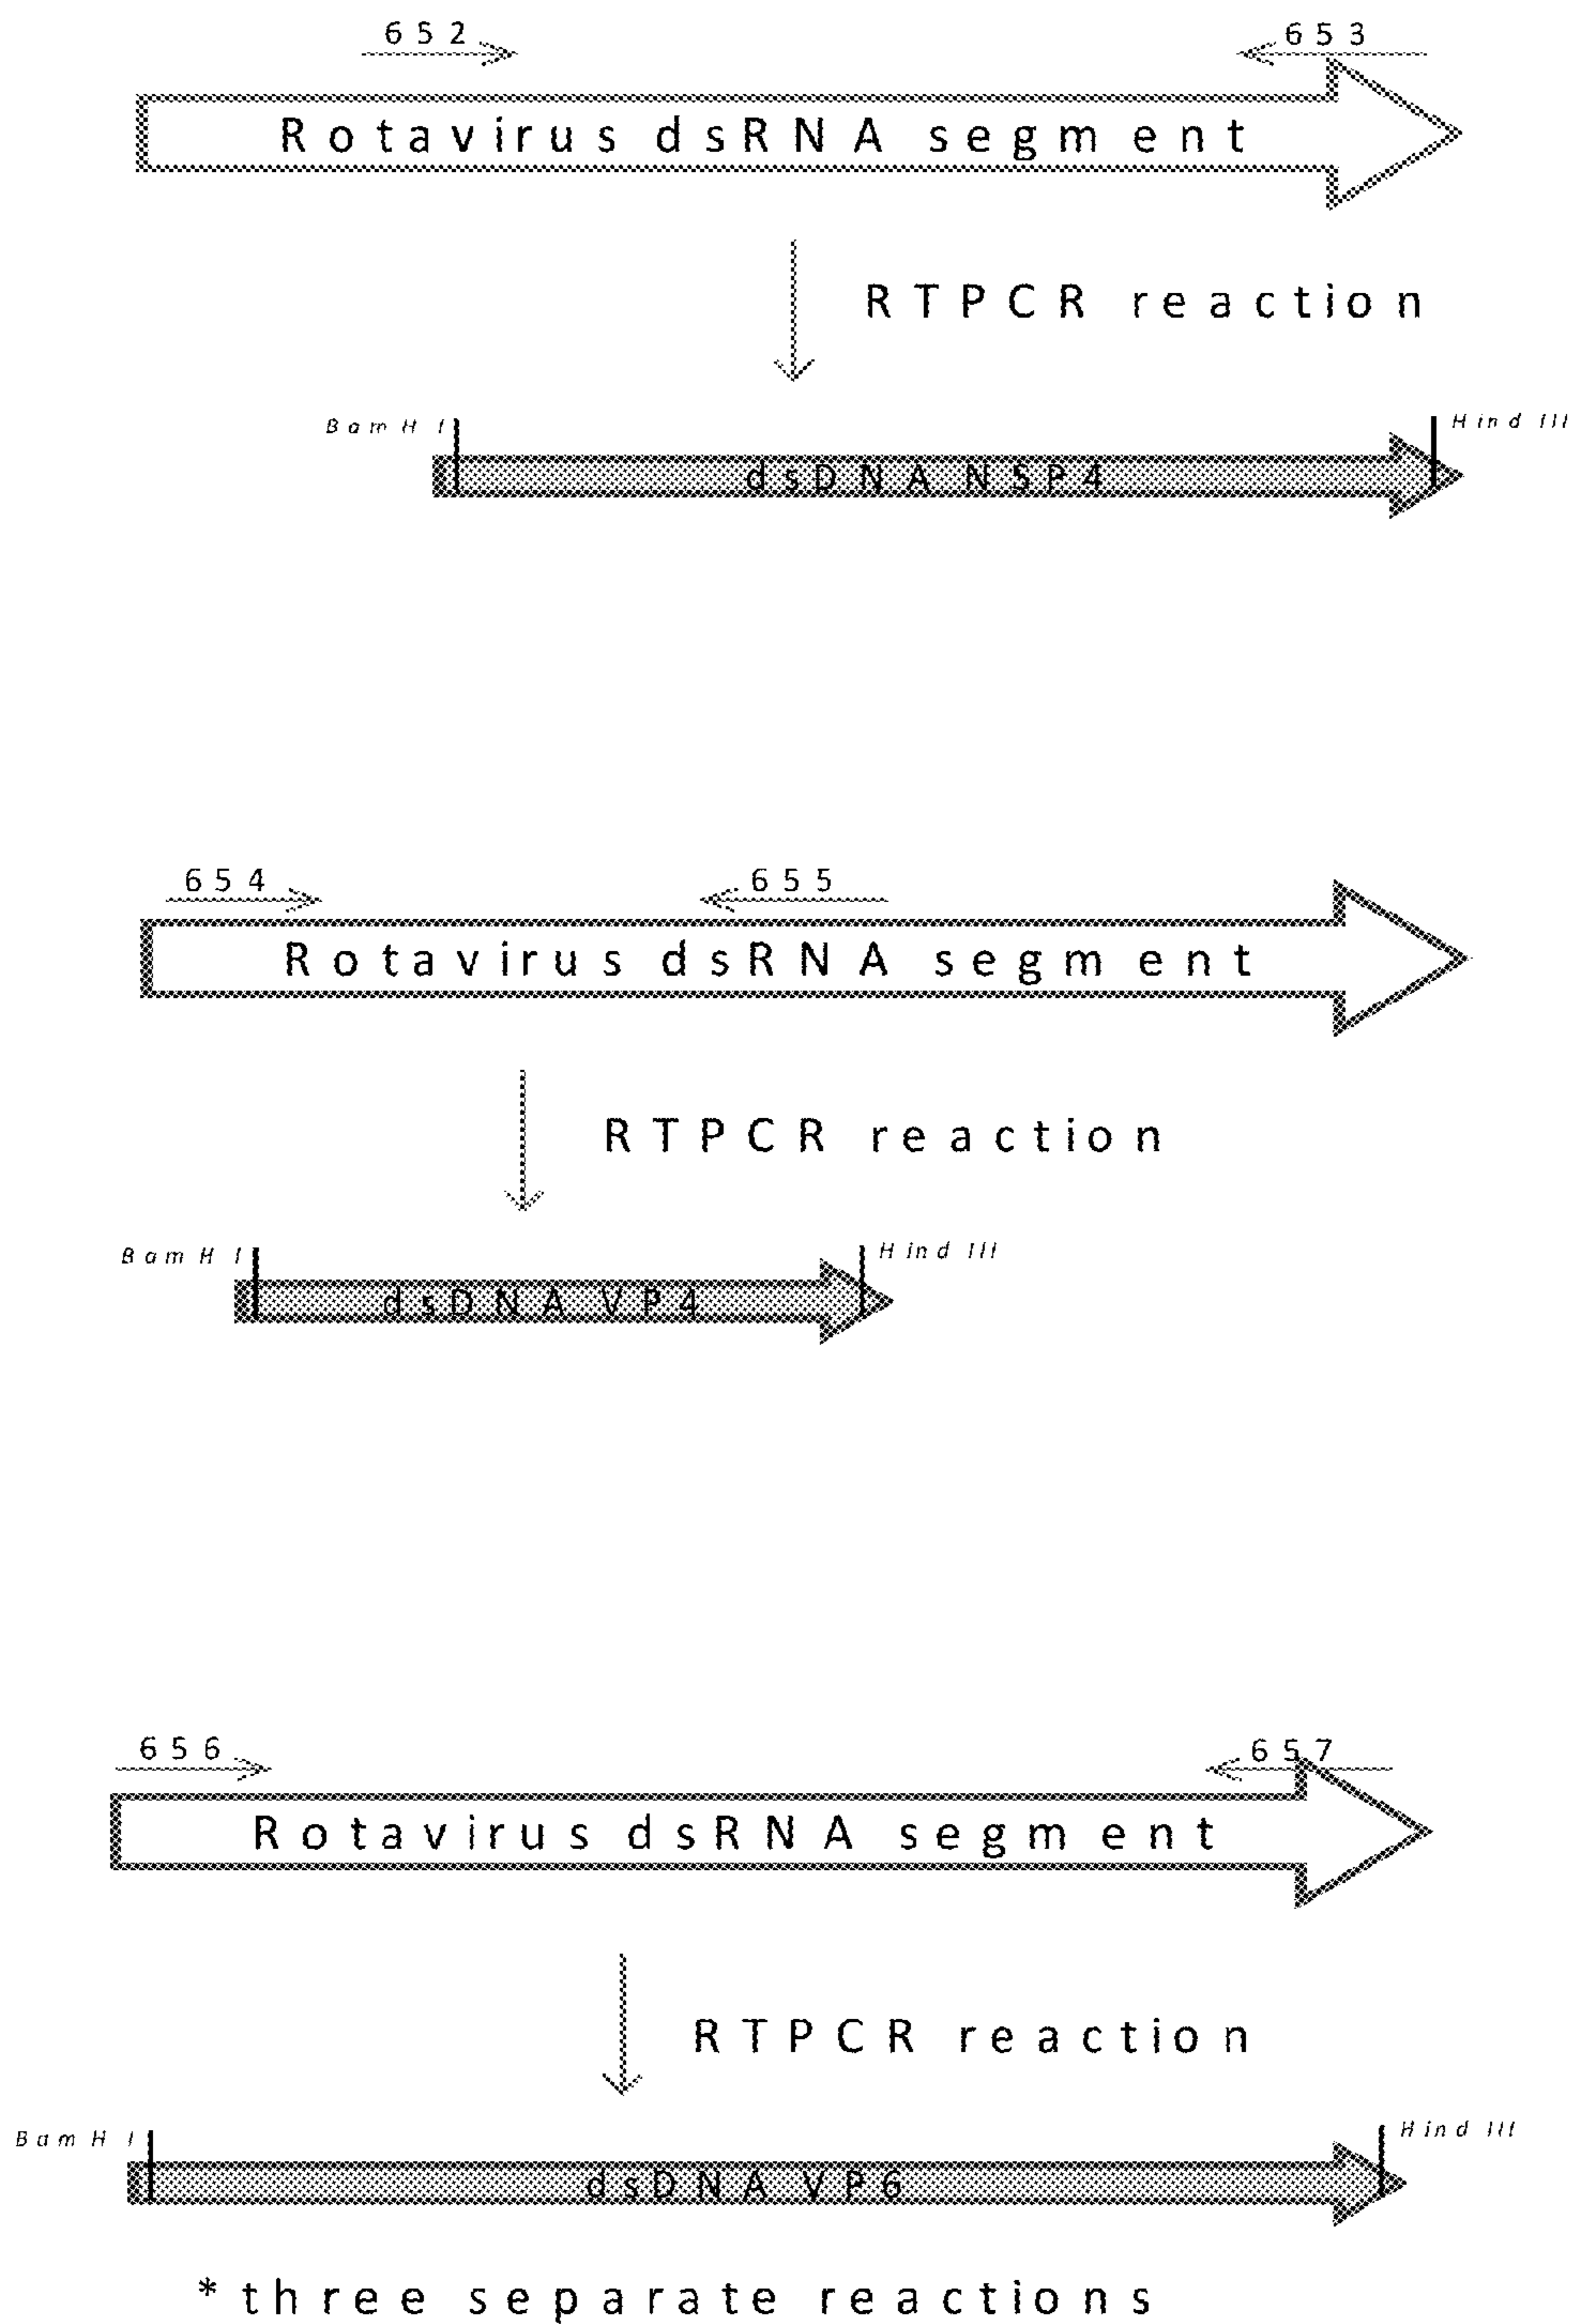 652 653
Rotavirus dsRNA segment
RTPCR reaction
BamH I Hind III
dsDNA NSP4
654 655
Rotavirus dsRNA segment
RTPCR reaction
BamH I Hind III
dsDNA VP4
656 657
Rotavirus dsRNA segment
RTPCR reaction
BamH I Hind III
dsDNA VP6
*three separate reactions